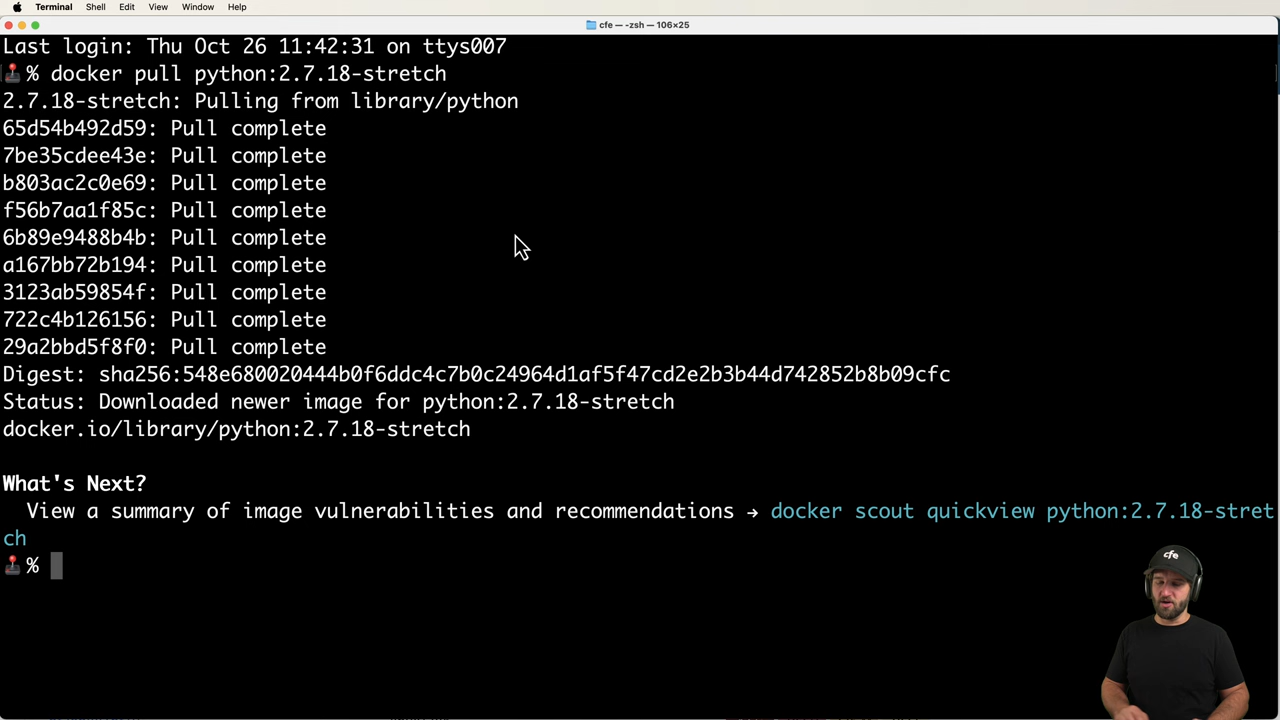 Terminal Shell Edit View Window Help
cfe — -zsh — 106×25
Last login: Thu Oct 26 11:42:31 on ttys007
% docker pull python:2.7.18-stretch
2.7.18-stretch: Pulling from library/python
65d54b492d59: Pull complete
7be35cdee43e: Pull complete
b803ac2c0e69: Pull complete
f56b7aa1f85c: Pull complete
6b89e9488b4b: Pull complete
a167bb72b194: Pull complete
3123ab59854f: Pull complete
722c4b126156: Pull complete
29a2bbd5f8f0: Pull complete
Digest: sha256:548e680020444b0f6ddc4c7b0c24964d1af5f47cd2e2b3b44d742852b8b09cfc
Status: Downloaded newer image for python:2.7.18-stretch
docker.io/library/python:2.7.18-stretch
What's Next?
View a summary of image vulnerabilities and recommendations → docker scout quickview python:2.7.18-stret
ch
%
cfe